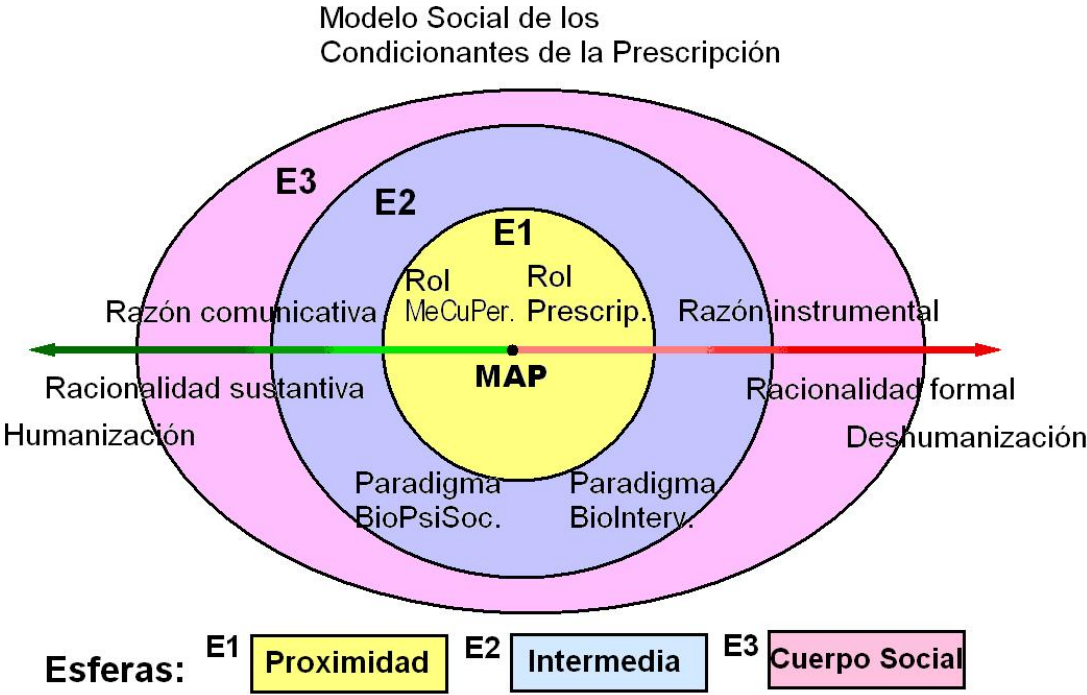 Modelo Social de los
Condicionantes de la Prescripción
E3
E2
E1
Rol
MeCuPer.
Rol
Prescrip.
Razón comunicativa
Razón instrumental
MAP
Racionalidad sustantiva
Racionalidad formal
Humanización
Deshumanización
Paradigma
BioPsiSoc.
Paradigma
BioInterv.
Esferas:
E1
Proximidad
E2
Intermedia
E3
Cuerpo Social